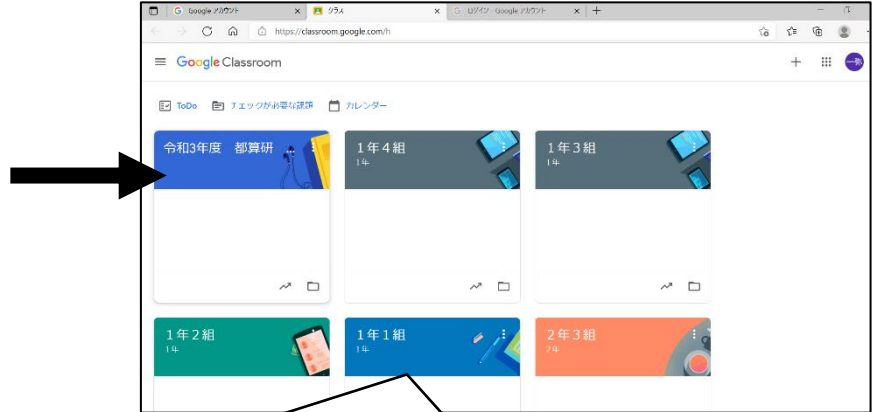 Google アカウント
クラス
ログイン - Google アカウント
https://classroom.google.com/h
Google Classroom
ToDo
チェックが必要な課題
カレンダー
令和3年度 都算研 ...
1年4組
1年
1年3組
1年
1年2組
1年
1年1組
1年
2年3組
2年